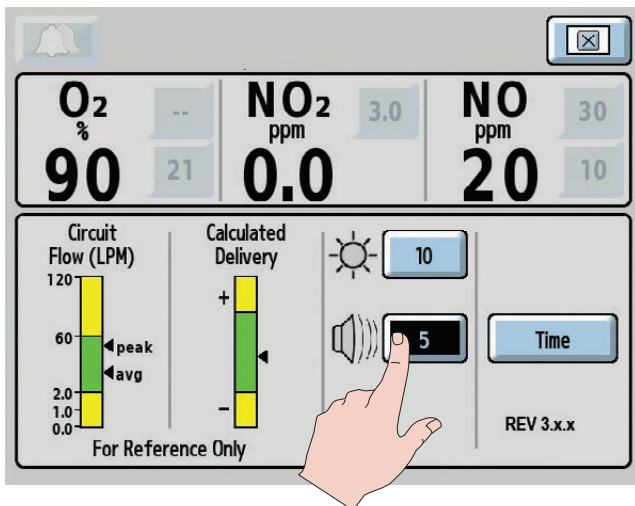 O2
%
90
--
21
NO2
ppm
0.0
3.0
NO
ppm
20
30
10
Circuit
Flow (LPM)
120
60
2.0
1.0
0.0
peak
avg
Calculated
Delivery
+
-
For Reference Only
10
5
Time
REV 3.x.x